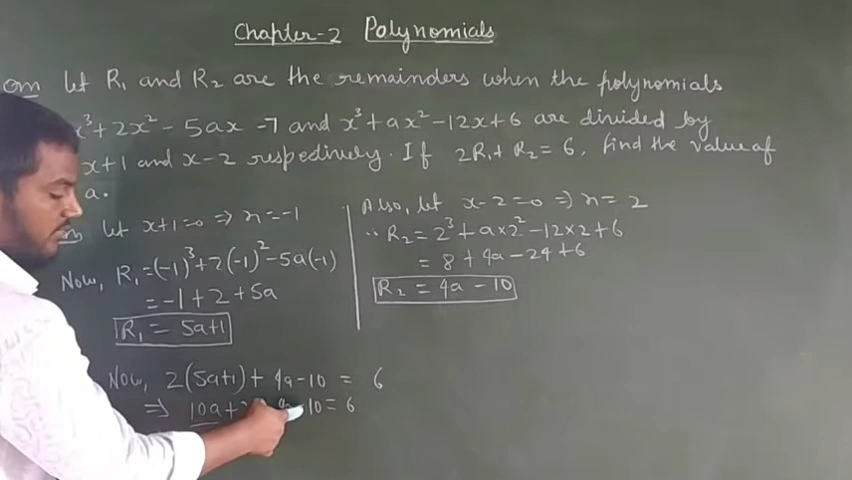 Chapter-2 Polynomials
Let R₁ and R₂ are the remainders when the polynomials
x³+2x² - 5ax -7 and x³+ax²-12x+6 are divided by
x+1 and x-2 respectively. If 2R₁+R₂=6, find the value of
a.
let x+1=0 => x=-1
Now, R₁=(-1)³+2(-1)²-5a(-1)
= -1+2+5a
R₁= 5a+1
Also, let x-2=0 => x= 2
∴ R₂=2³+a×2²-12×2+6
= 8+4a-24+6
R₂ = 4a-10
Now, 2(5a+1)+ 4a-10 = 6
=> 10a+ 10=6